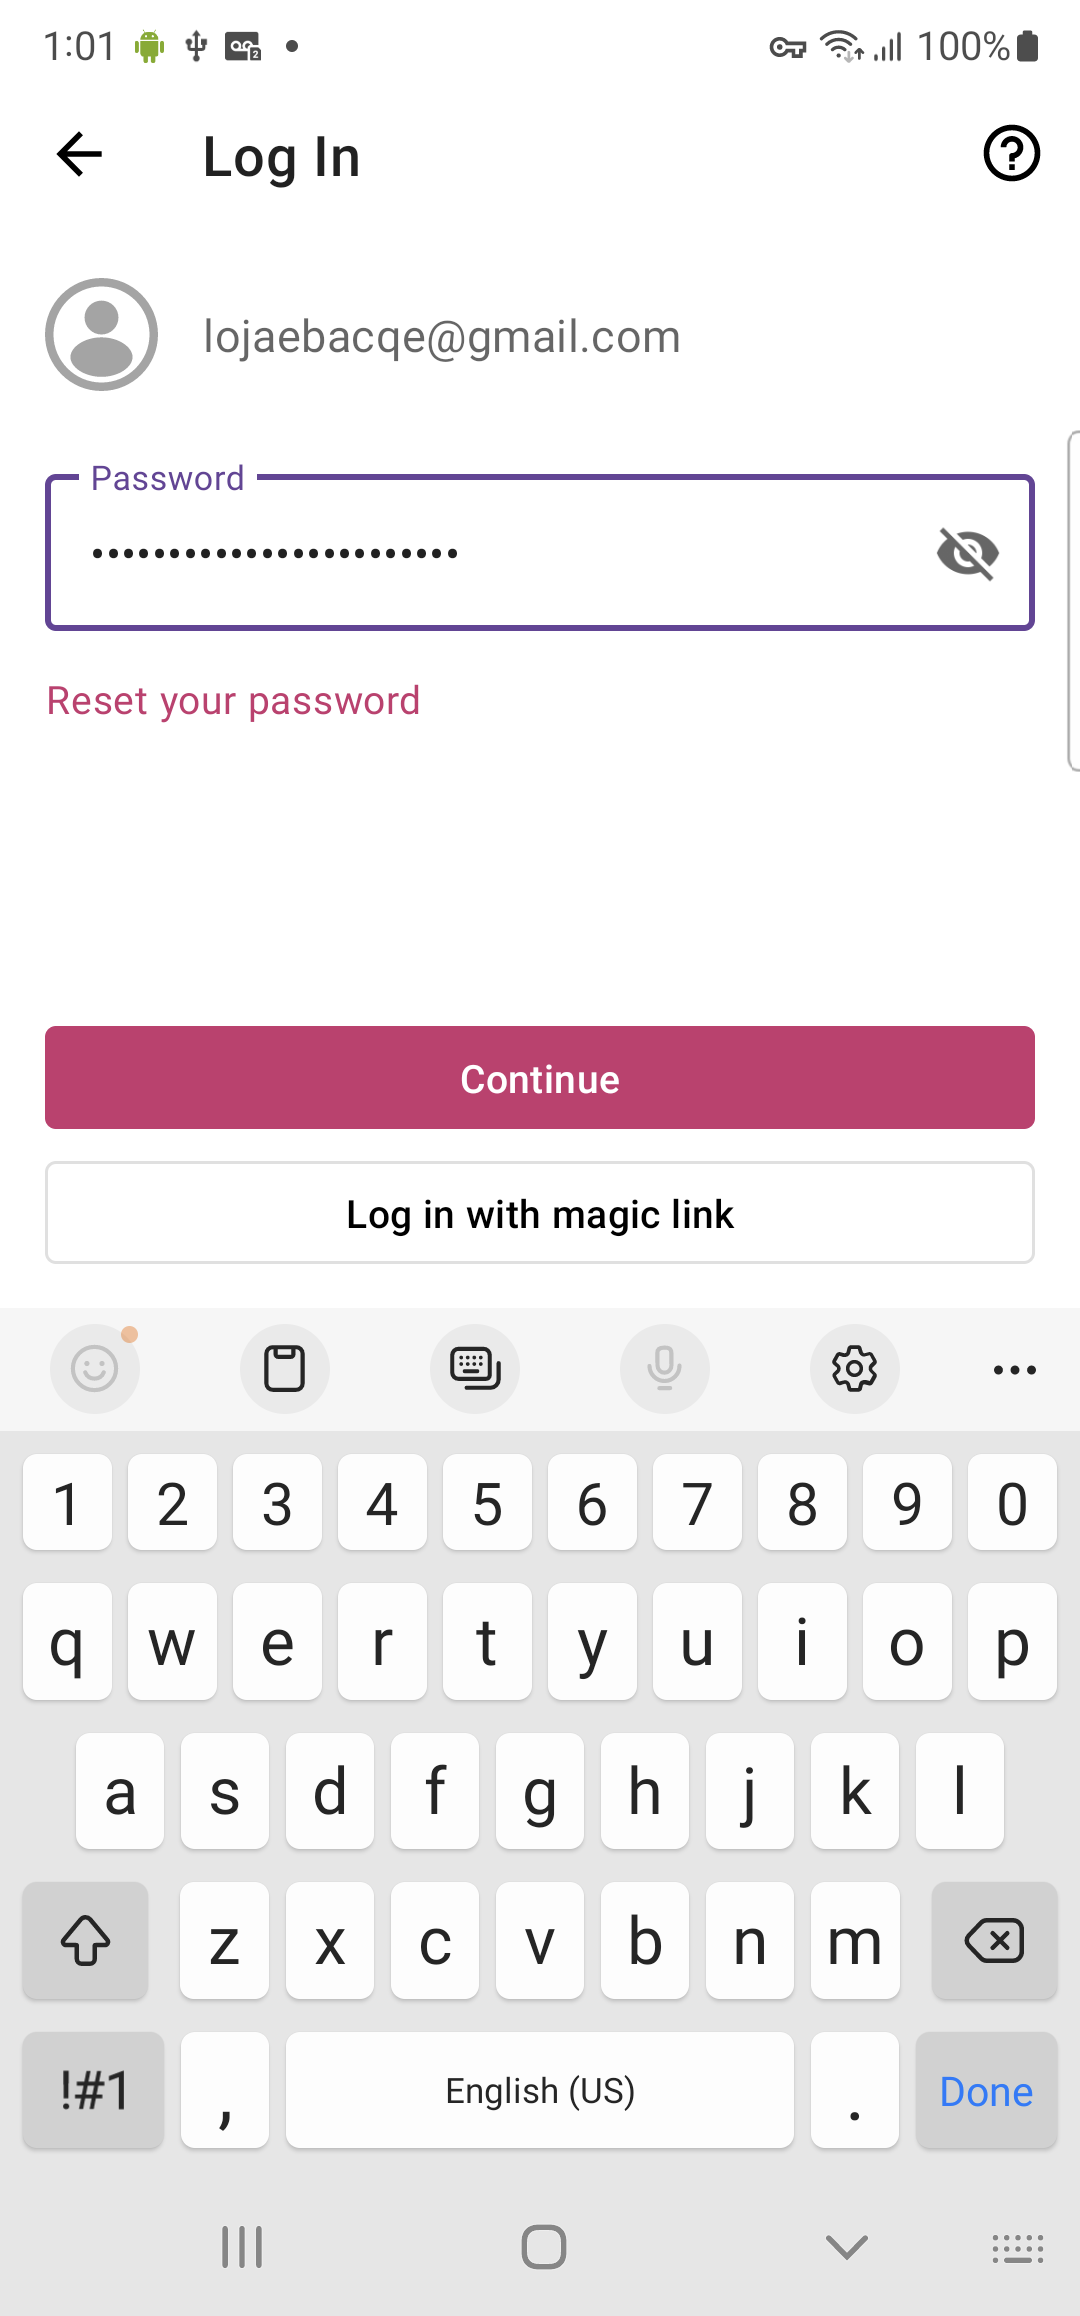 1:01
100%
Log In
lojaebacqe@gmail.com
Password
••••••••••••••••••••••••
Reset your password
Continue
Log in with magic link
1 2 3 4 5 6 7 8 9 0
q w e r t y u i o p
a s d f g h j k l
z x c v b n m
!#1 , English (US) . Done